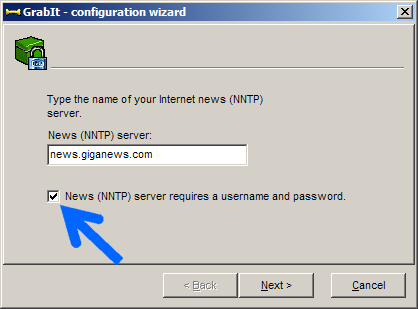 GrabIt - configuration wizard
Type the name of your Internet news (NNTP)
server.
News (NNTP) server:
news.giganews.com
News (NNTP) server requires a username and password.
< Back
Next >
Cancel